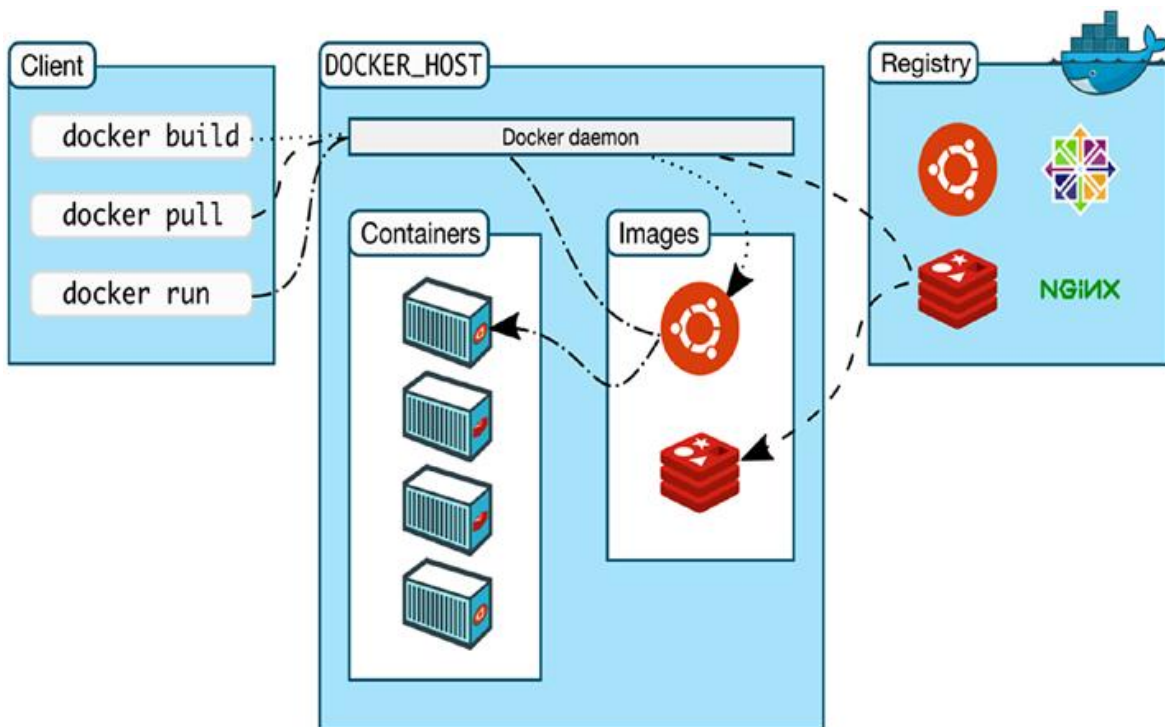 Client
docker build
docker pull
docker run
DOCKER_HOST
Docker daemon
Containers
Images
Registry
NGiNX